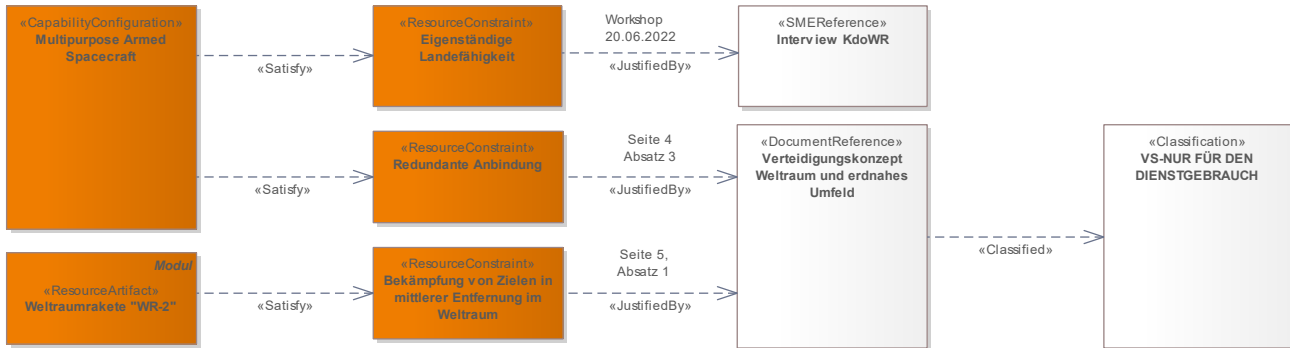 «CapabilityConfiguration»
Multipurpose Armed
Spacecraft
«Satisfy»
«ResourceConstraint»
Eigenständige
Landefähigkeit
Workshop
20.06.2022
«JustifiedBy»
«SMEReference»
Interview KdoWR
«Satisfy»
«ResourceConstraint»
Redundante Anbindung
Seite 4
Absatz 3
«JustifiedBy»
«DocumentReference»
Verteidigungskonzept
Weltraum und erdnahes
Umfeld
«Classified»
«Classification»
VS-NUR FÜR DEN
DIENSTGEBRAUCH
Modul
«ResourceArtifact»
Weltraumrakete "WR-2"
«Satisfy»
«ResourceConstraint»
Bekämpfung von Zielen in
mittlerer Entfernung im
Weltraum
Seite 5,
Absatz 1
«JustifiedBy»